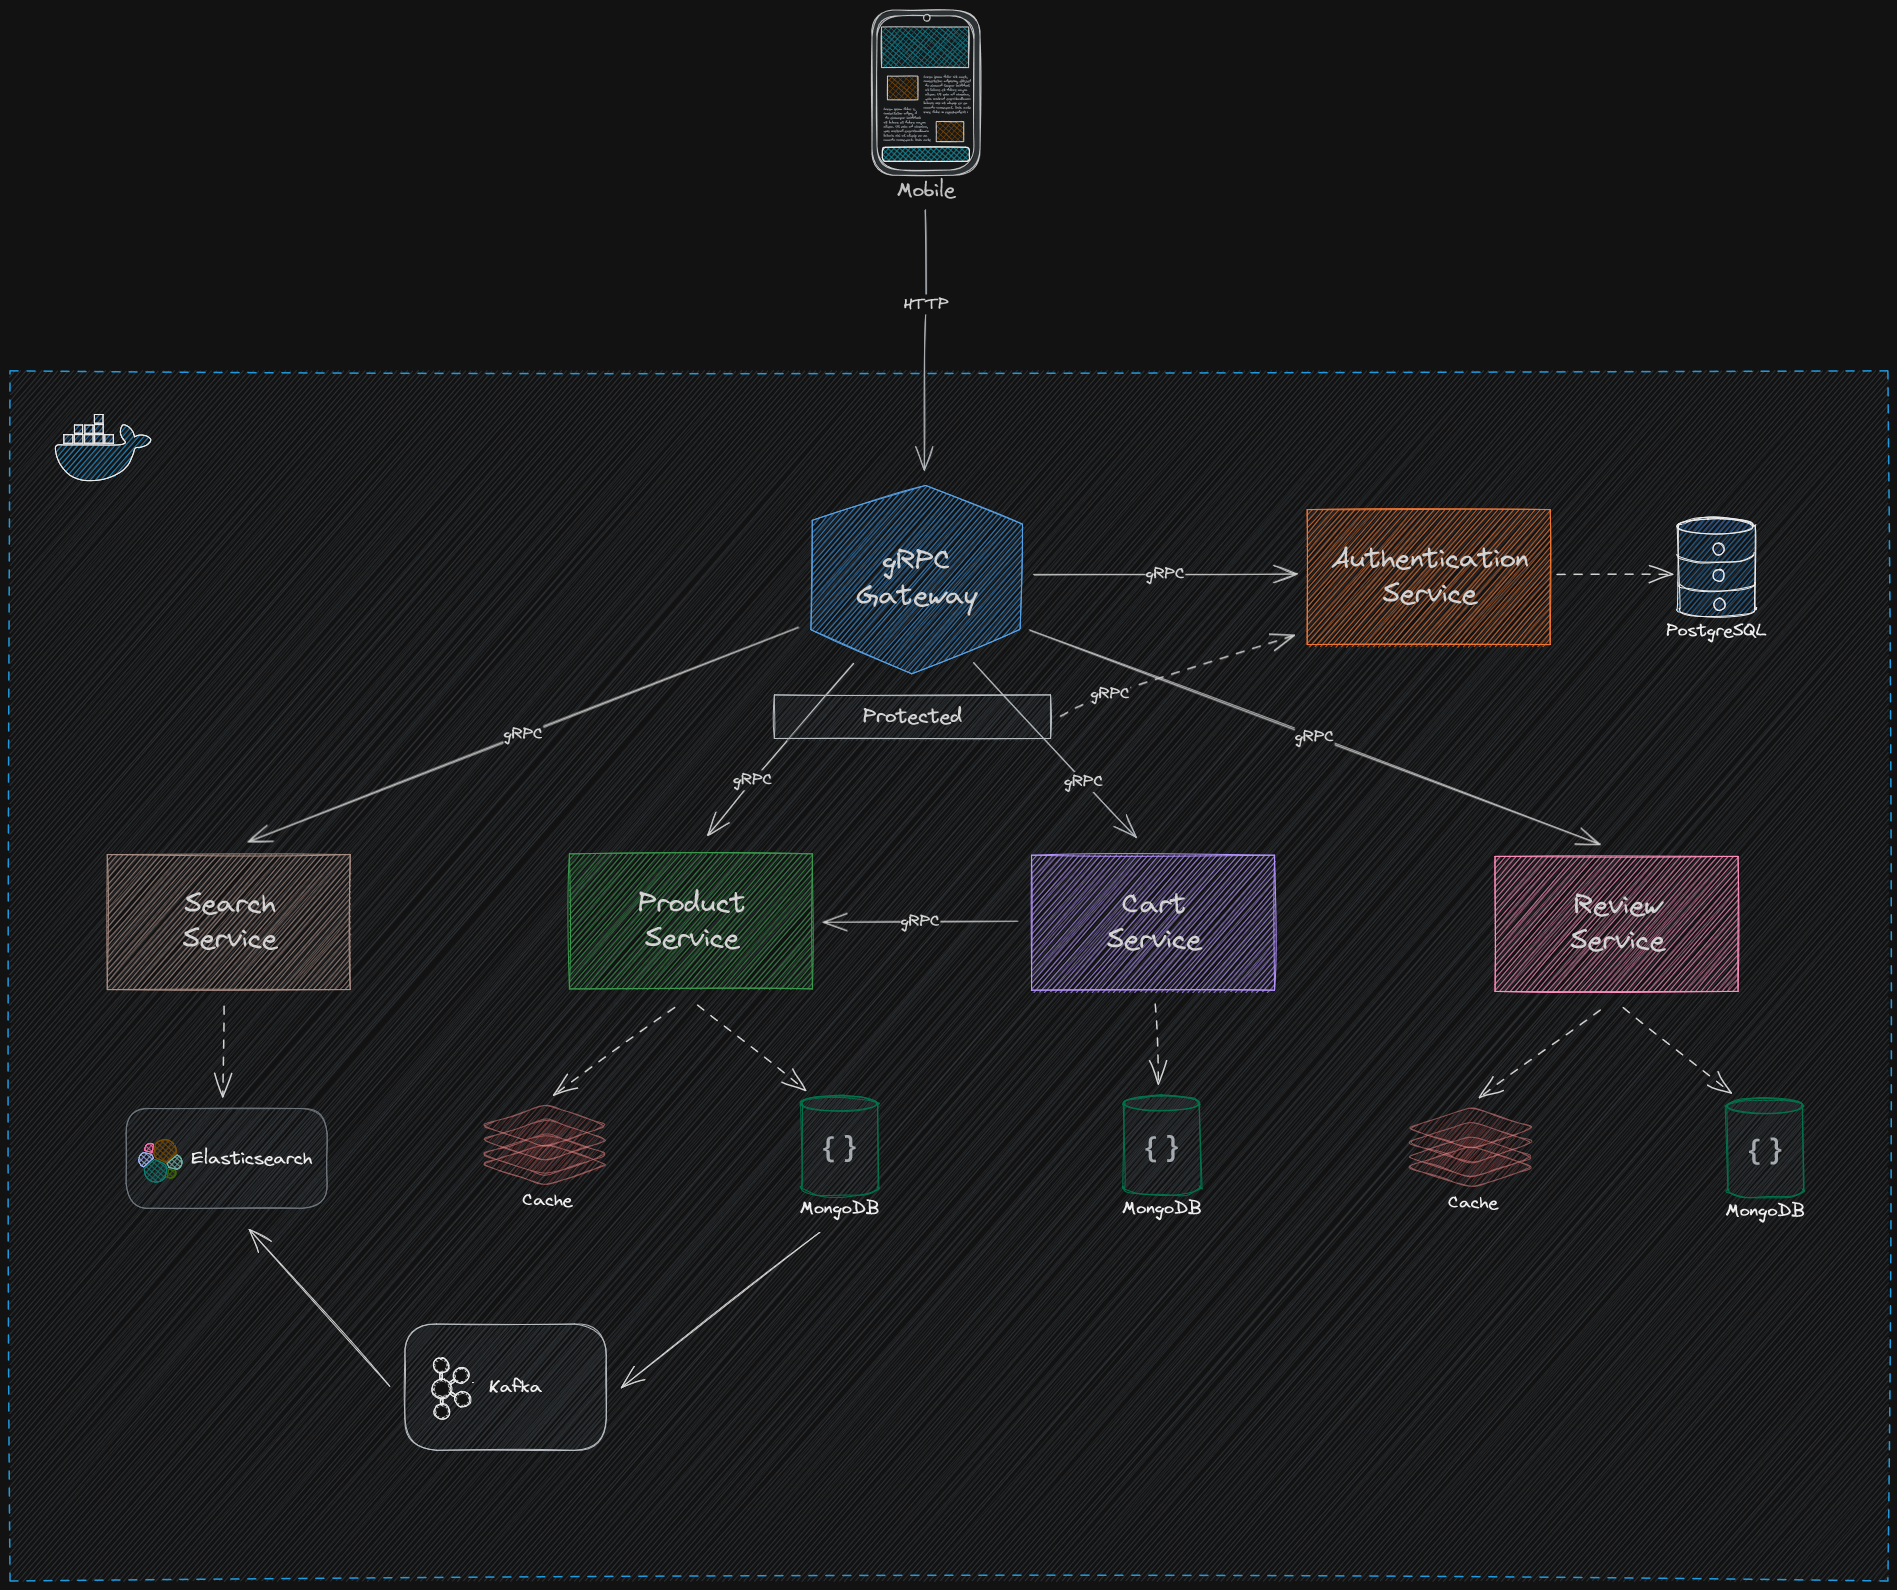 Mobile
HTTP
gRPC
Gateway
gRPC
Authentication
Service
PostgreSQL
Protected
gRPC
gRPC
gRPC
gRPC
gRPC
Search
Service
Product
Service
gRPC
Cart
Service
Review
Service
Elasticsearch
Cache
{ }
MongoDB
{ }
MongoDB
Cache
{ }
MongoDB
Kafka